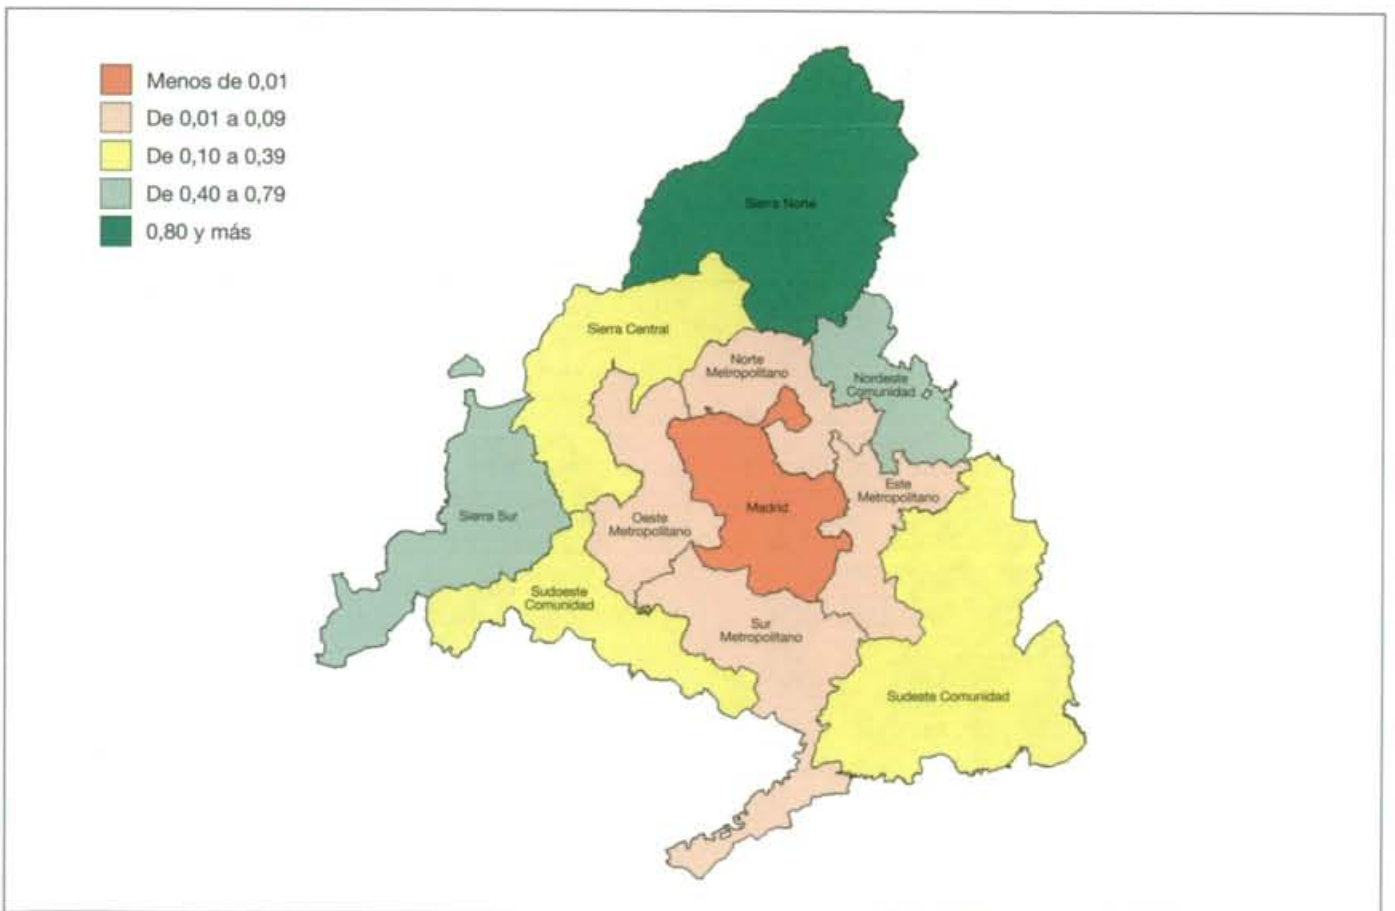 Menos de 0,01
De 0,01 a 0,09
De 0,10 a 0,39
De 0,40 a 0,79
0,80 y más
Sierra Norte
Sierra Central
Norte
Metropolitano
Nordeste
Comunidad
Este
Metropolitano
Madrid
Oeste
Metropolitano
Sierra Sur
Sudoeste
Comunidad
Sur
Metropolitano
Sudeste Comunidad